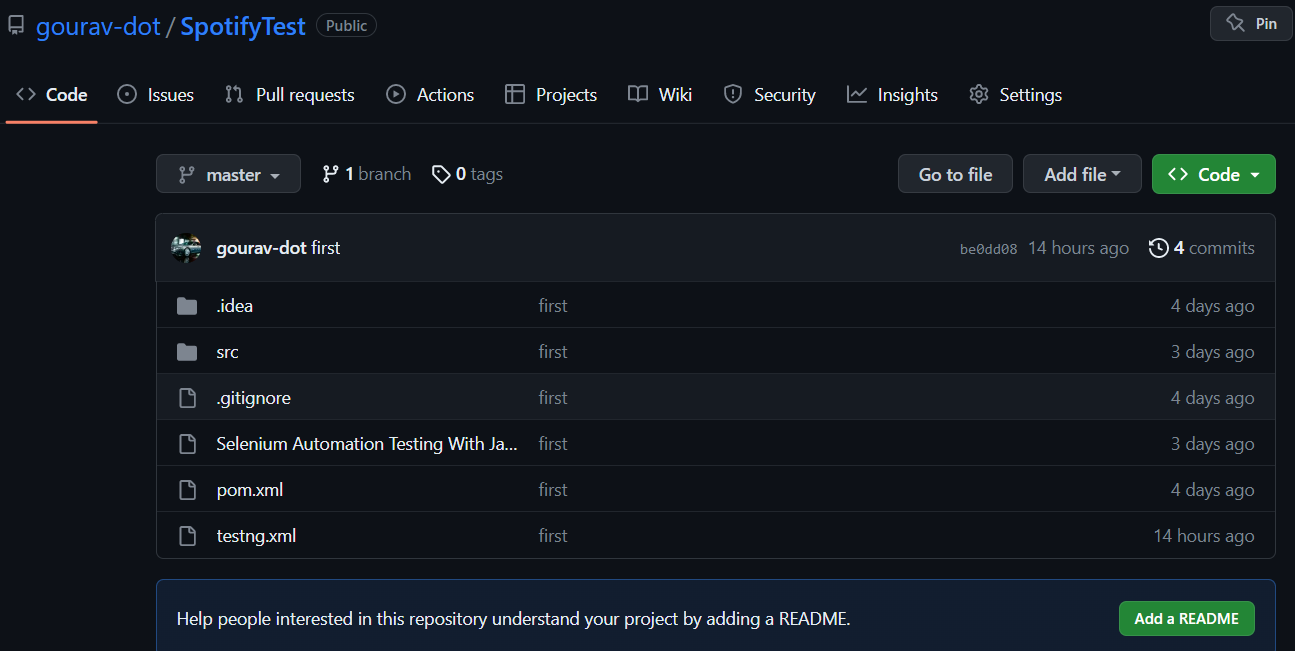 gourav-dot / SpotifyTest Public Pin
Code Issues Pull requests Actions Projects Wiki Security Insights Settings
master 1 branch 0 tags Go to file Add file Code
gourav-dot first be0dd08 14 hours ago 4 commits
.idea first 4 days ago
src first 3 days ago
.gitignore first 4 days ago
Selenium Automation Testing With Ja... first 3 days ago
pom.xml first 4 days ago
testng.xml first 14 hours ago
Help people interested in this repository understand your project by adding a README. Add a README